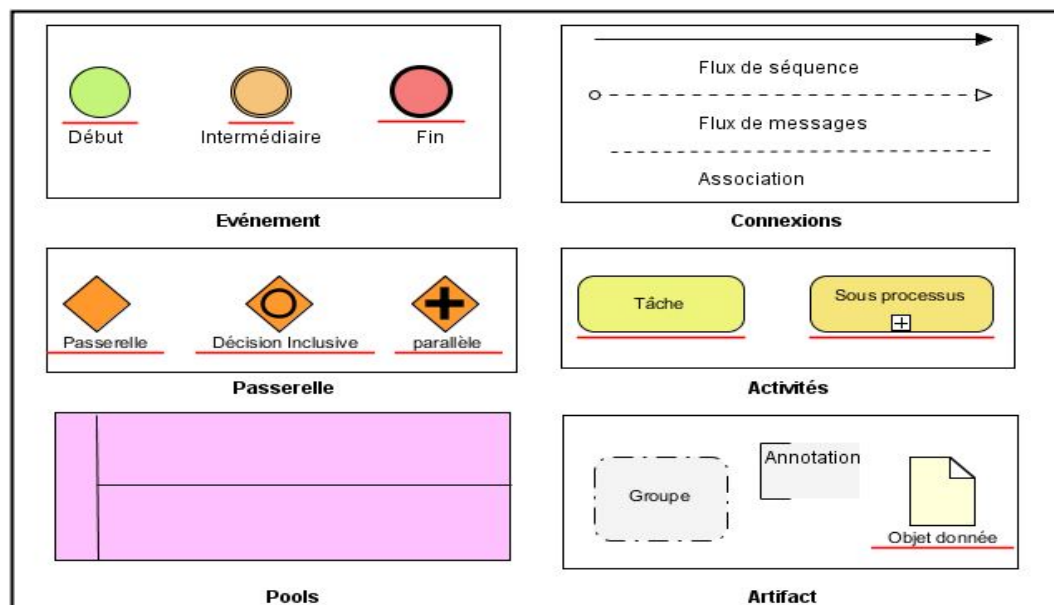 Début
Intermédiaire
Fin
Evénement
Flux de séquence
Flux de messages
Association
Connexions
Passerelle
Décision Inclusive
parallèle
Passerelle
Tâche
Sous processus
Activités
Pools
Groupe
Annotation
Objet donnée
Artifact